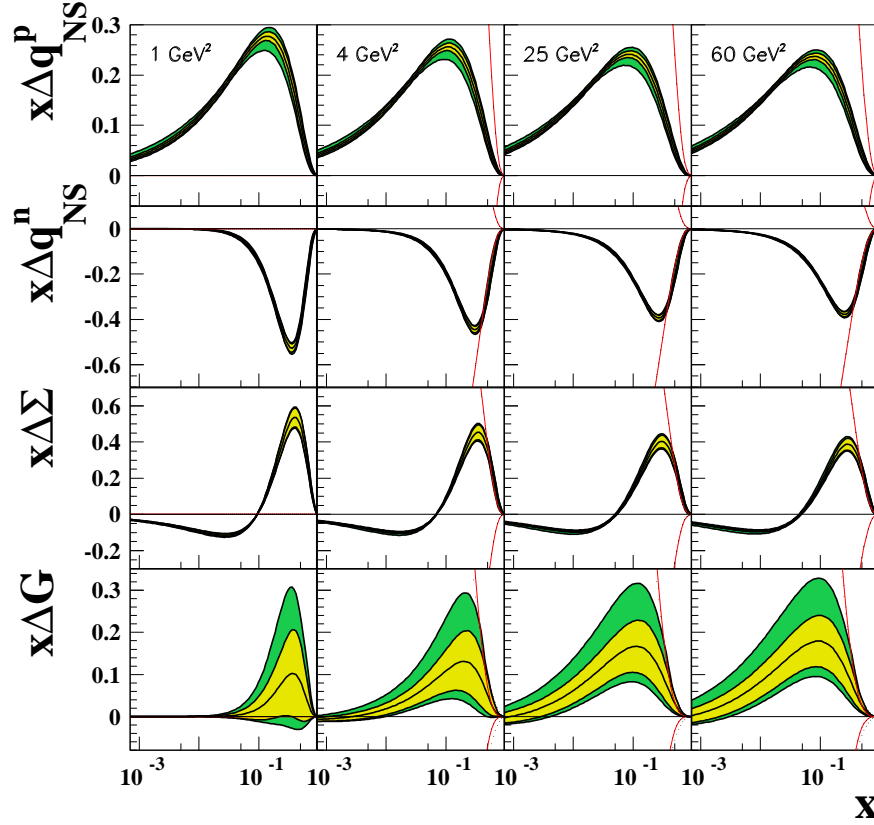 xΔq^p_NS
0.3
0.2
0.1
0
1 GeV²
4 GeV²
25 GeV²
60 GeV²
xΔq^n_NS
0
-0.2
-0.4
-0.6
xΔΣ
0.6
0.4
0.2
0
-0.2
xΔG
0.3
0.2
0.1
0
10⁻³ 10⁻¹ 10⁻³ 10⁻¹ 10⁻³ 10⁻¹ 10⁻³ 10⁻¹
x